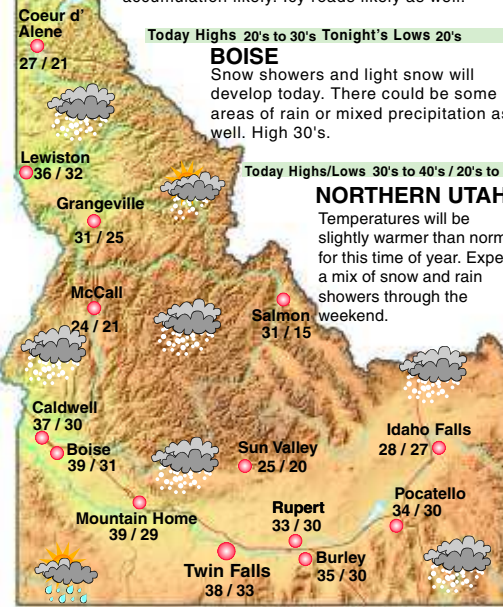 accumulation likely. Icy roads likely as well.
Today Highs 20's to 30's Tonight's Lows 20's
BOISE
Snow showers and light snow will
develop today. There could be some
areas of rain or mixed precipitation as
well. High 30's.
Today Highs/Lows 30's to 40's / 20's to
NORTHERN UTAH
Temperatures will be
slightly warmer than norm
for this time of year. Expe
a mix of snow and rain
showers through the
weekend.
Coeur d'
Alene
27 / 21
Lewiston
36 / 32
Grangeville
31 / 25
McCall
24 / 21
Salmon
31 / 15
Caldwell
37 / 30
Boise
39 / 31
Sun Valley
25 / 20
Idaho Falls
28 / 27
Pocatello
34 / 30
Mountain Home
39 / 29
Rupert
33 / 30
Burley
35 / 30
Twin Falls
38 / 33